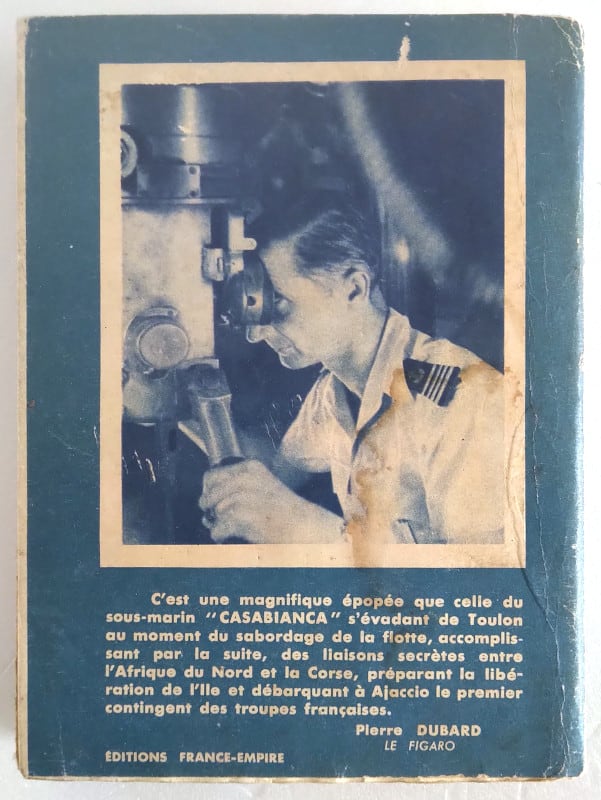 C'est une magnifique épopée que celle du
sous-marin "CASABIANCA" s'évadant de Toulon
au moment du sabordage de la flotte, accomplis-
sant par la suite, des liaisons secrètes entre
l'Afrique du Nord et la Corse, préparant la libé-
ration de l'Ile et débarquant à Ajaccio le premier
contingent des troupes françaises.
Pierre DUBARD
LE FIGARO
ÉDITIONS FRANCE-EMPIRE